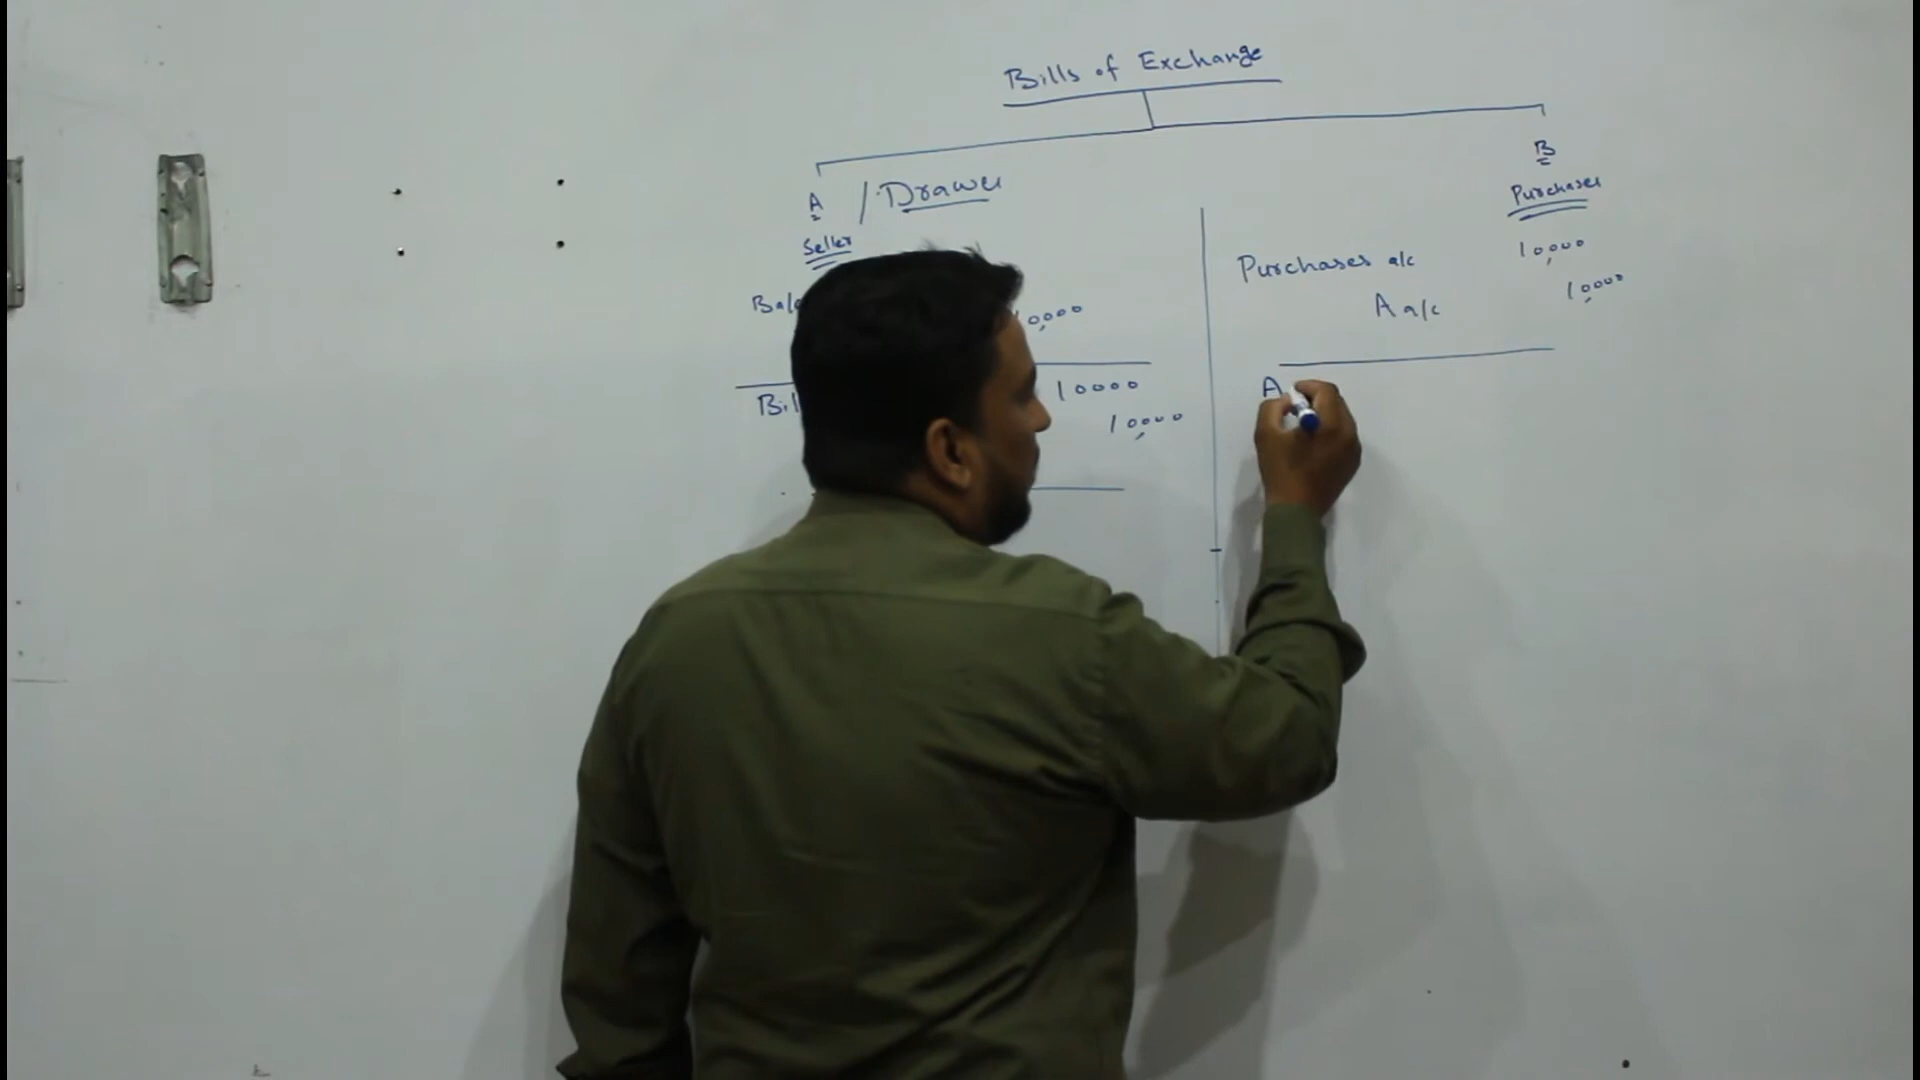 Bills of Exchange
A / Drawer
Seller
10,000
10000
10,000
B
Purchaser
Purchases a/c 10,000
A a/c 10,000
A